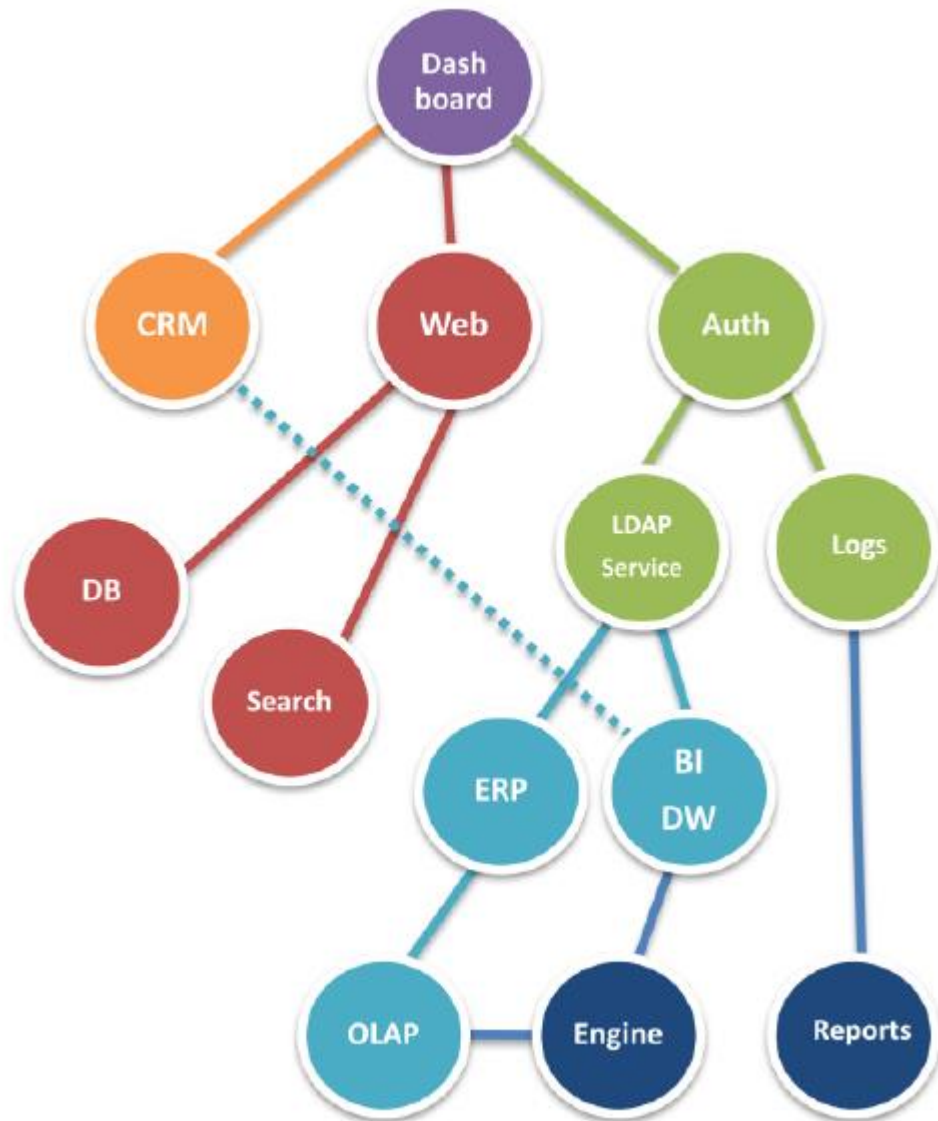 Dash
board
CRM
Web
Auth
LDAP
Service
Logs
DB
Search
ERP
BI
DW
OLAP
Engine
Reports